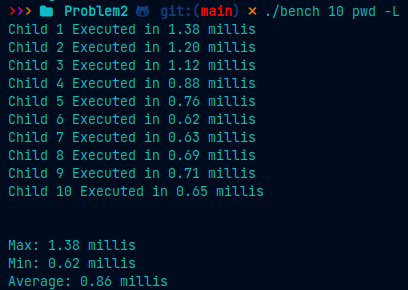 >>> Problem2 git:(main) × ./bench 10 pwd -L
Child 1 Executed in 1.38 millis
Child 2 Executed in 1.20 millis
Child 3 Executed in 1.12 millis
Child 4 Executed in 0.88 millis
Child 5 Executed in 0.76 millis
Child 6 Executed in 0.62 millis
Child 7 Executed in 0.63 millis
Child 8 Executed in 0.69 millis
Child 9 Executed in 0.71 millis
Child 10 Executed in 0.65 millis
Max: 1.38 millis
Min: 0.62 millis
Average: 0.86 millis